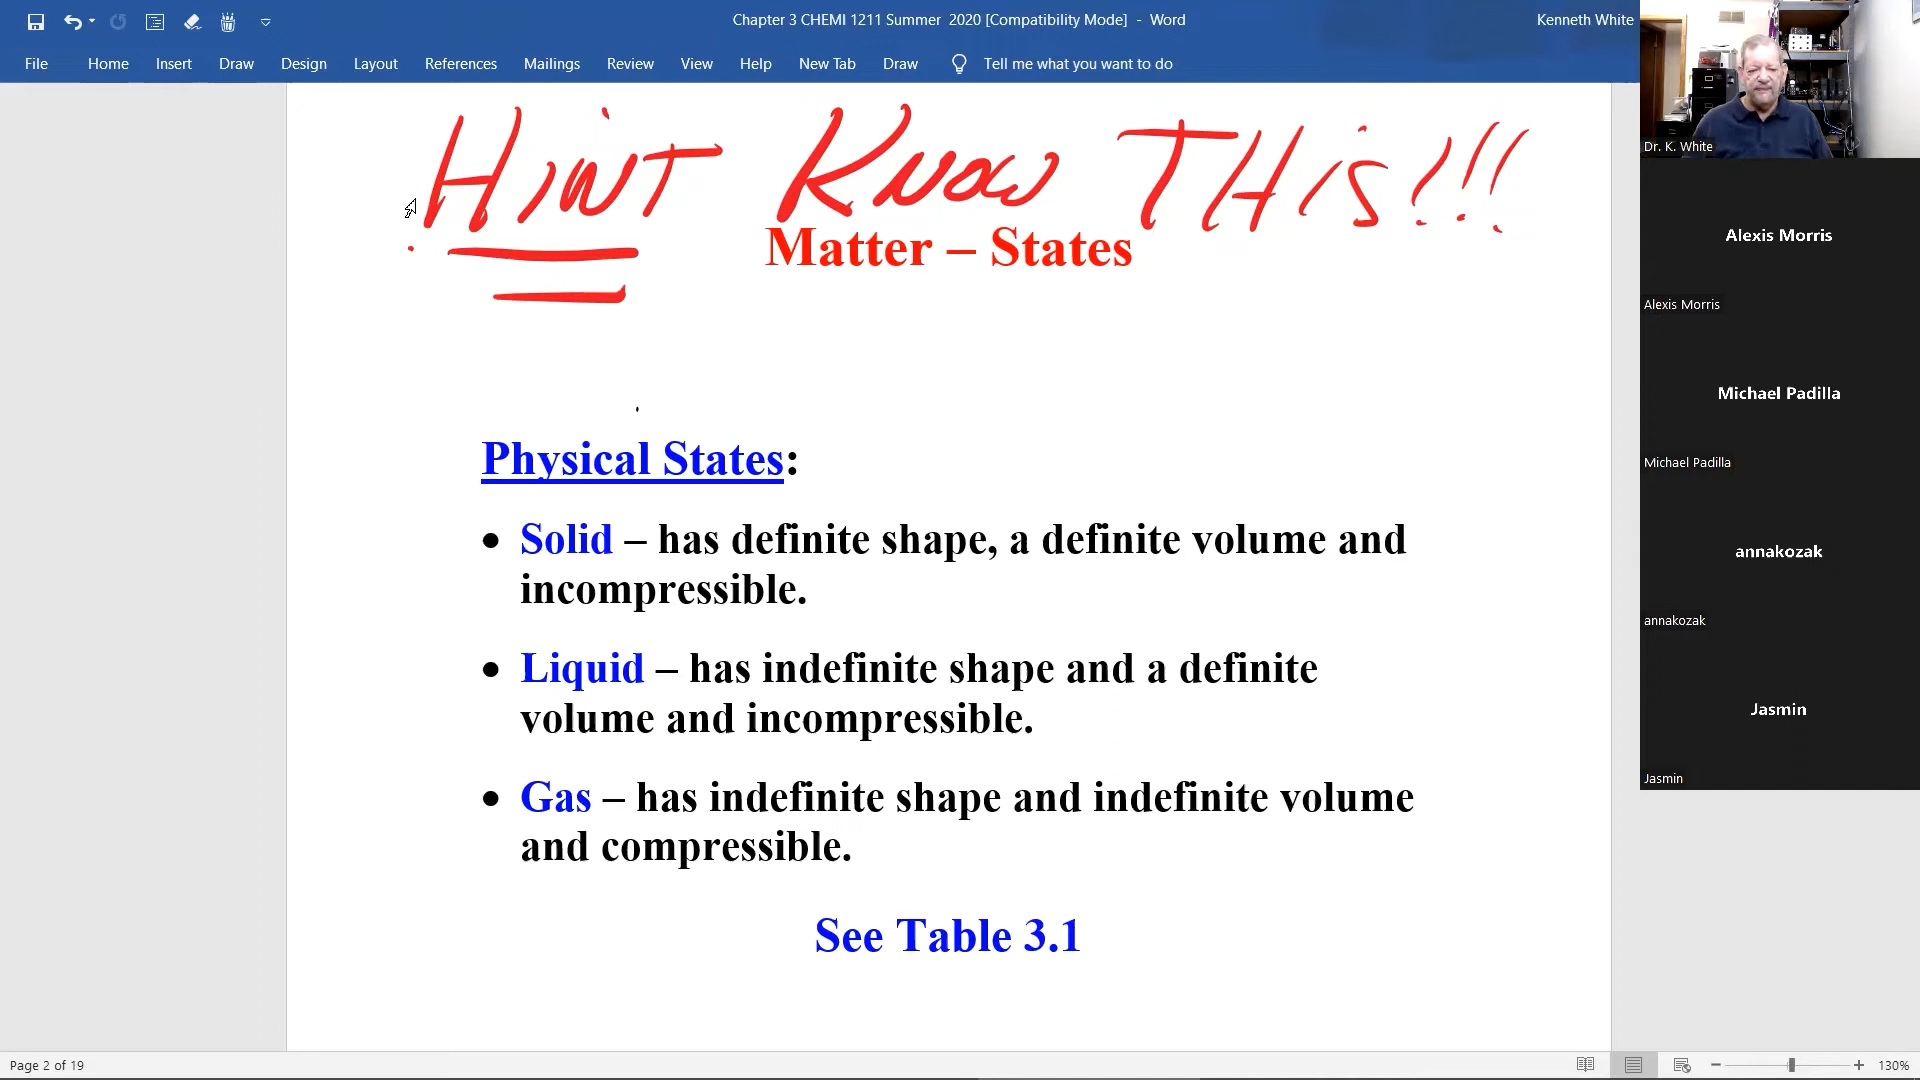 Chapter 3 CHEMI 1211 Summer 2020 [Compatibility Mode] - Word
Kenneth White
File Home Insert Draw Design Layout References Mailings Review View Help New Tab Draw Tell me what you want to do
HINT KNOW THIS!!!
Matter – States
Physical States:
• Solid – has definite shape, a definite volume and
incompressible.
• Liquid – has indefinite shape and a definite
volume and incompressible.
• Gas – has indefinite shape and indefinite volume
and compressible.
See Table 3.1
Dr. K. White
Alexis Morris
Alexis Morris
Michael Padilla
Michael Padilla
annakozak
annakozak
Jasmin
Jasmin
Page 2 of 19
130%